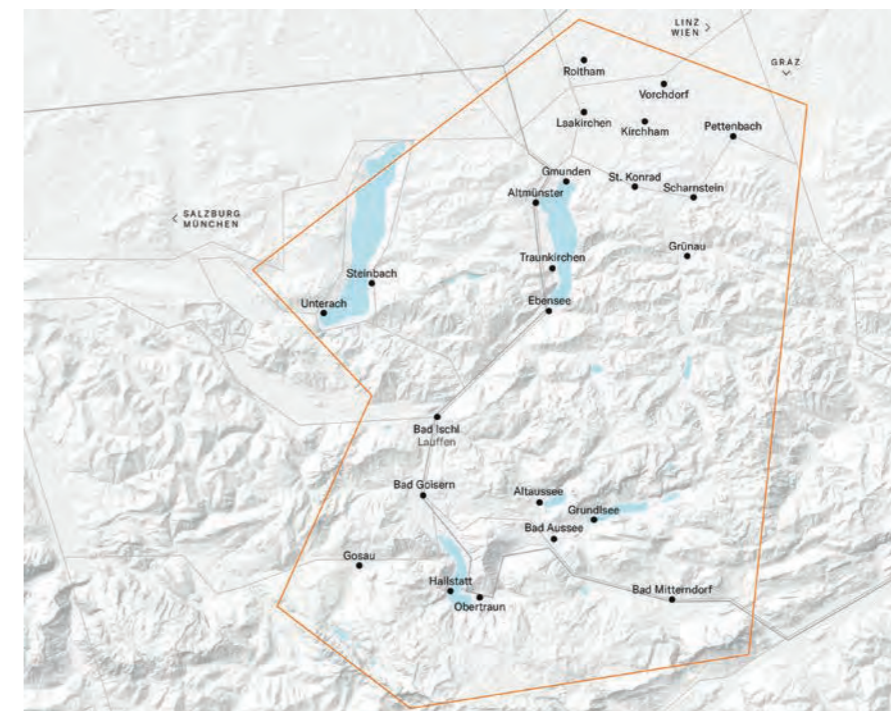 LINZ
WIEN
GRAZ
Roitham
Vorchdorf
Laakirchen
Kirchham
Pettenbach
Gmunden
St. Konrad
Scharnstein
Altmünster
SALZBURG
MÜNCHEN
Grünau
Traunkirchen
Steinbach
Unterach
Ebensee
Bad Ischl
Lauffen
Bad Goisern
Altaussee
Grundlsee
Bad Aussee
Gosau
Hallstatt
Obertraun
Bad Mitterndorf